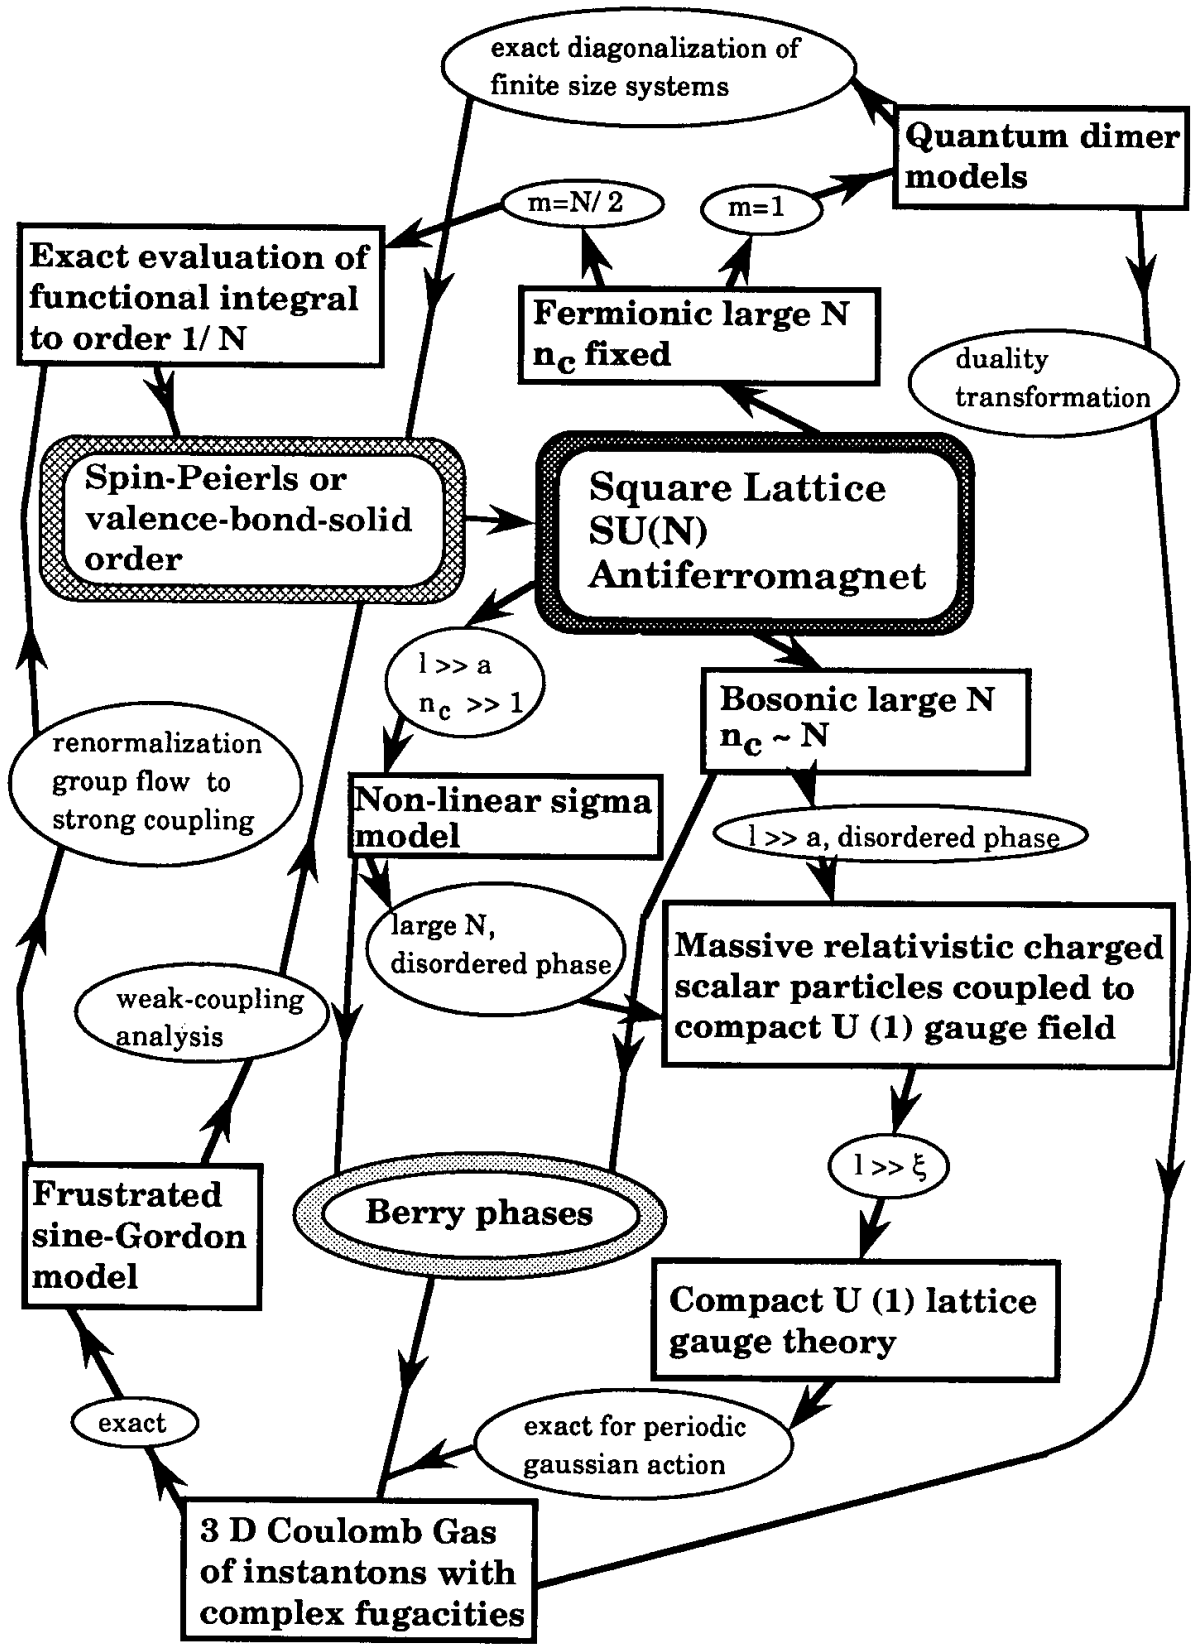 exact diagonalization of
finite size systems
Quantum dimer
models
m=N/2
m=1
Exact evaluation of
functional integral
to order 1/N
Fermionic large N
n_c fixed
duality
transformation
Spin-Peierls or
valence-bond-solid
order
Square Lattice
SU(N)
Antiferromagnet
l >> a
n_c >> 1
Bosonic large N
n_c ~ N
renormalization
group flow to
strong coupling
Non-linear sigma
model
l >> a, disordered phase
large N,
disordered phase
Massive relativistic charged
scalar particles coupled to
compact U (1) gauge field
weak-coupling
analysis
l >> ξ
Frustrated
sine-Gordon
model
Berry phases
Compact U (1) lattice
gauge theory
exact
exact for periodic
gaussian action
3 D Coulomb Gas
of instantons with
complex fugacities